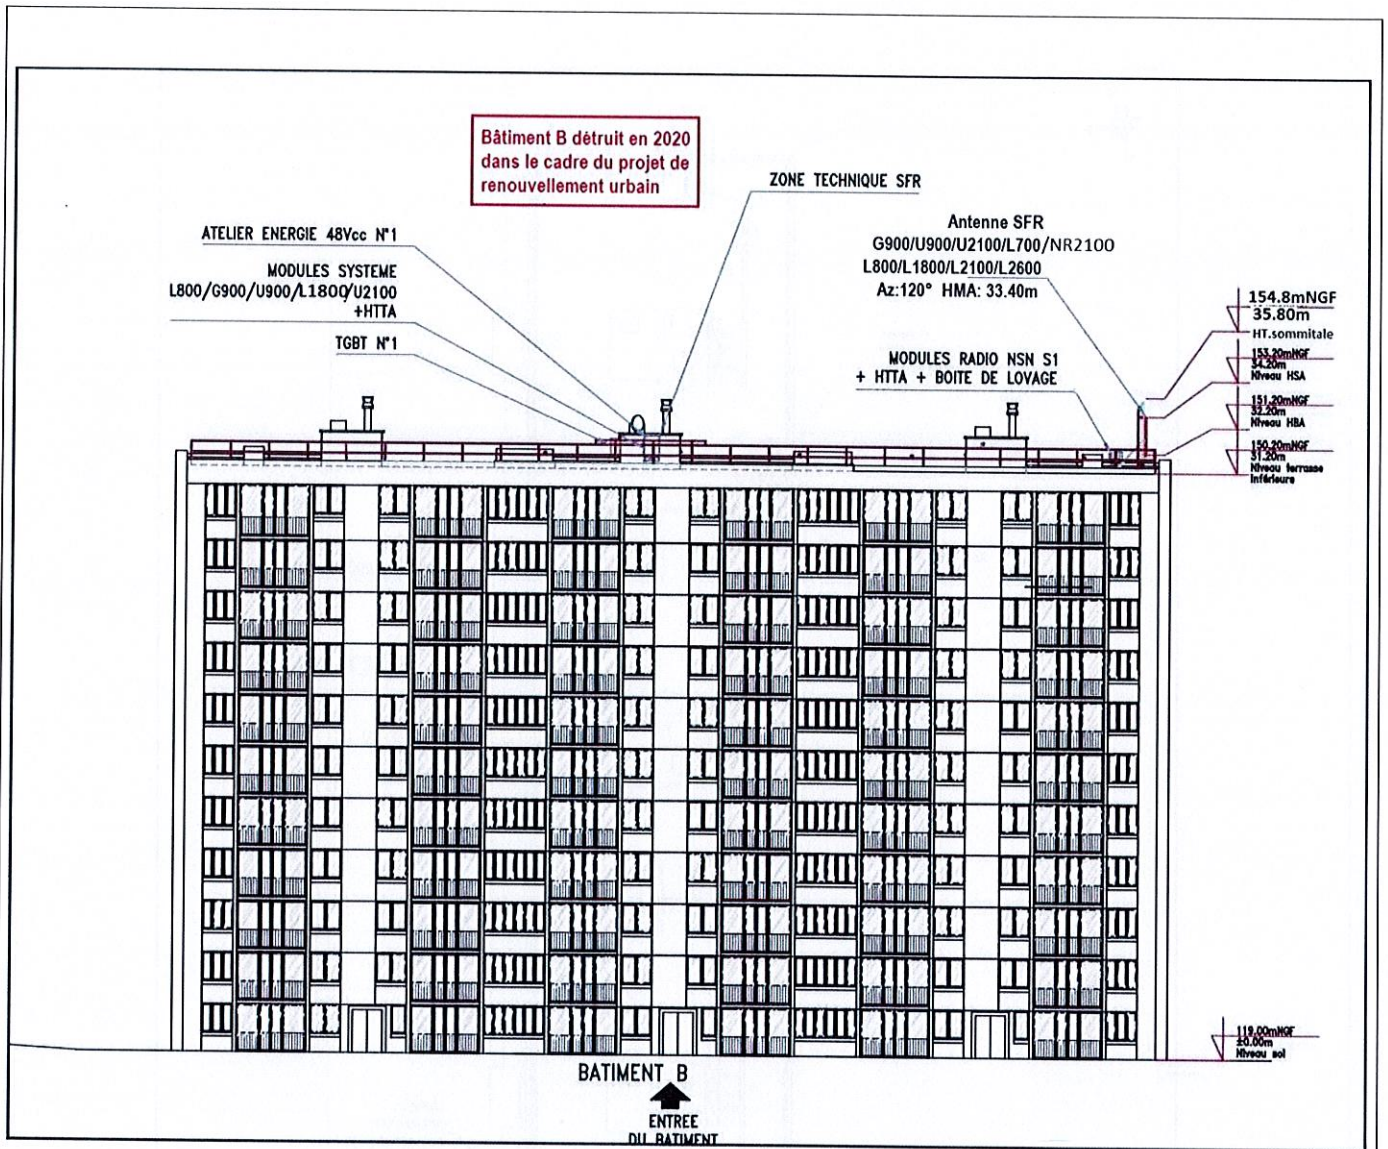 Bâtiment B détruit en 2020
dans le cadre du projet de
renouvellement urbain
ZONE TECHNIQUE SFR
ATELIER ENERGIE 48Vcc N°1
MODULES SYSTEME
L800/G900/U900/L1800/U2100
+HTTA
TGBT N°1
Antenne SFR
G900/U900/U2100/L700/NR2100
L800/L1800/L2100/L2600
Az:120° HMA: 33.40m
MODULES RADIO NSN S1
+ HTTA + BOITE DE LOVAGE
154.8mNGF
35.80m
HT.sommitale
153.20mNGF
34.20m
Niveau HSA
151.20mNGF
32.20m
Niveau HBA
150.20mNGF
31.20m
Niveau terrasse
inférieure
119.00mNGF
±0.00m
Niveau sol
BATIMENT B
ENTREE
DU BATIMENT